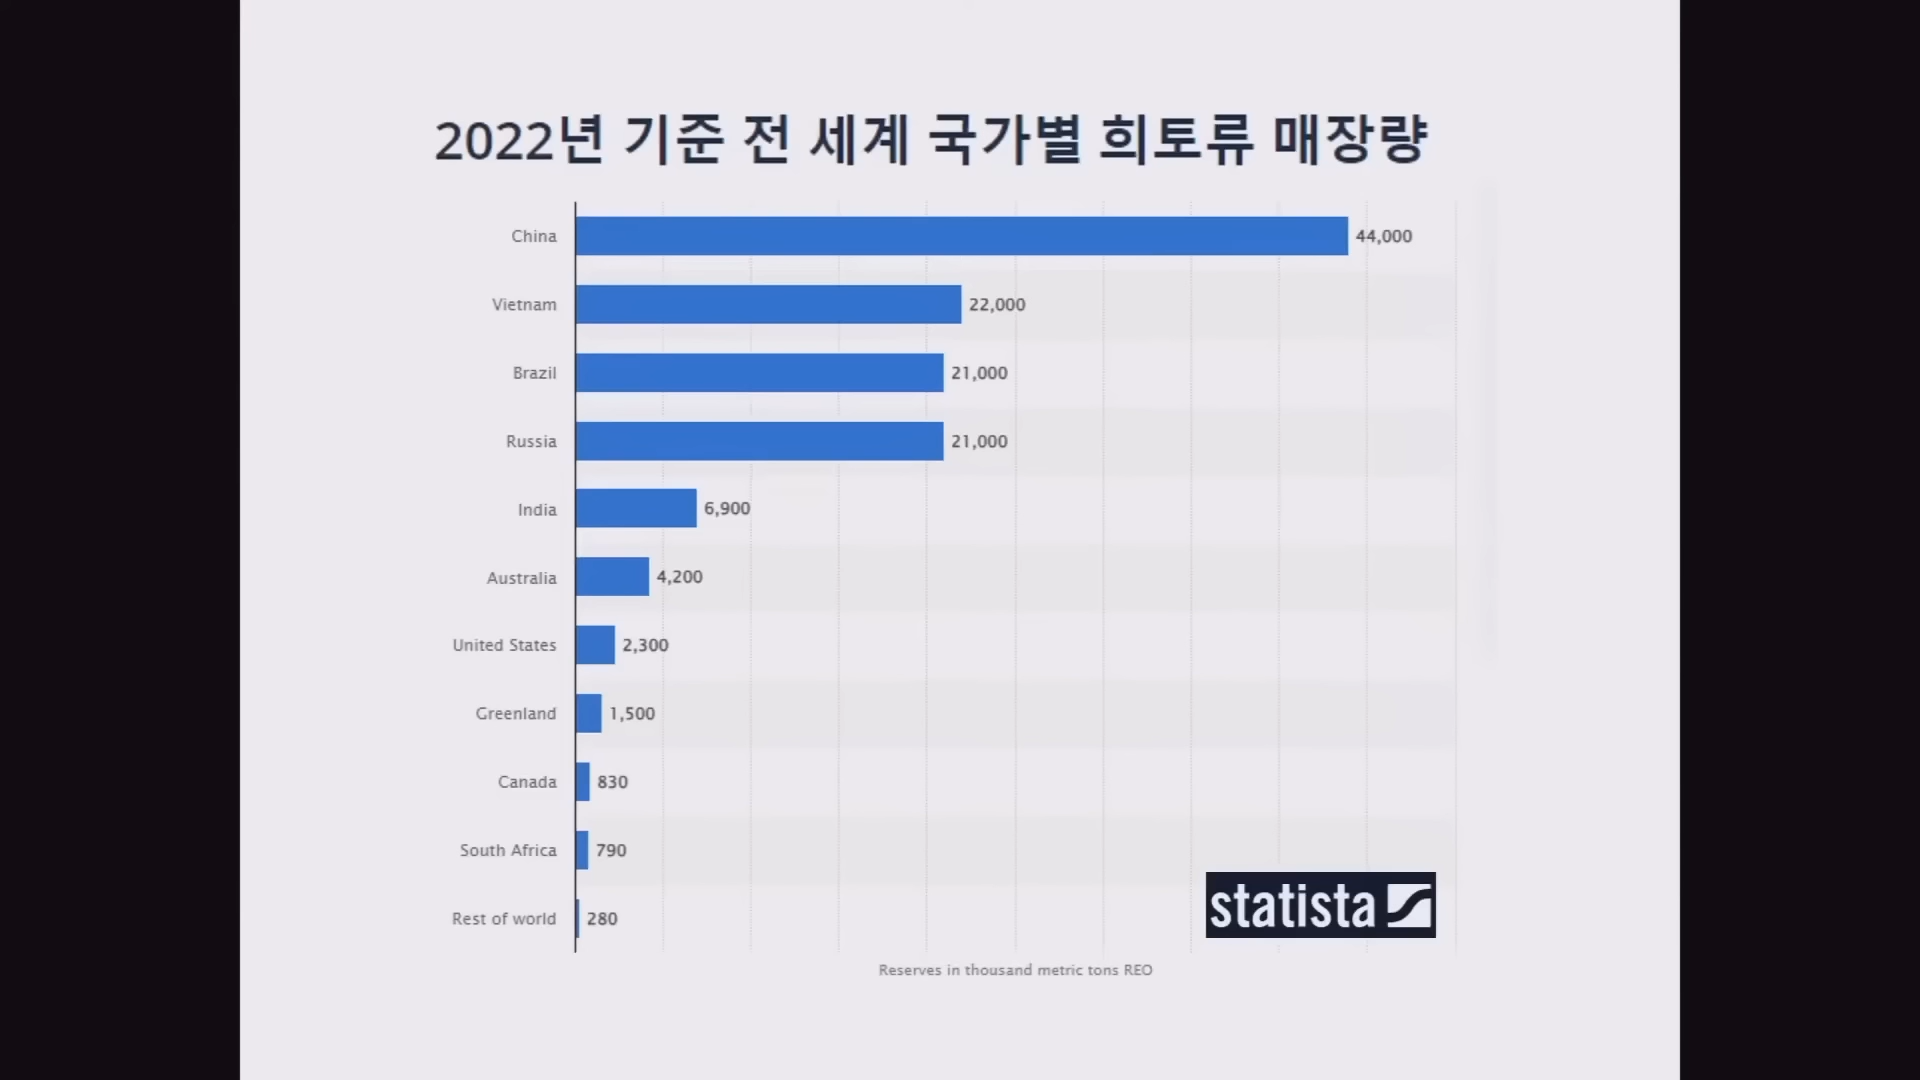 2022년 기준 전 세계 국가별 희토류 매장량
China 44,000
Vietnam 22,000
Brazil 21,000
Russia 21,000
India 6,900
Australia 4,200
United States 2,300
Greenland 1,500
Canada 830
South Africa 790
Rest of world 280
statista
Reserves in thousand metric tons REO